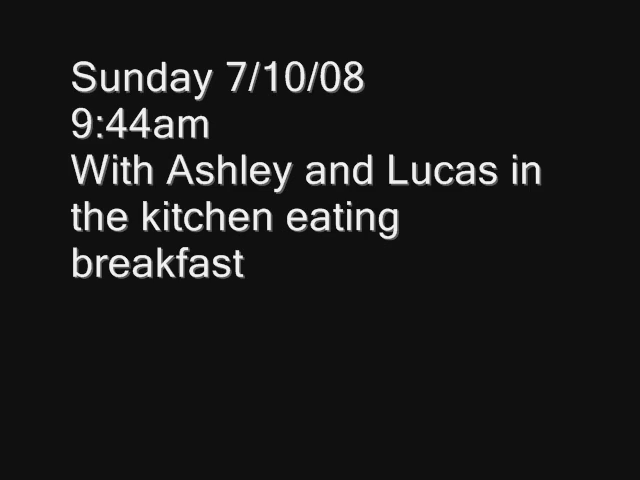 Sunday 7/10/08
9:44am
With Ashley and Lucas in
the kitchen eating
breakfast